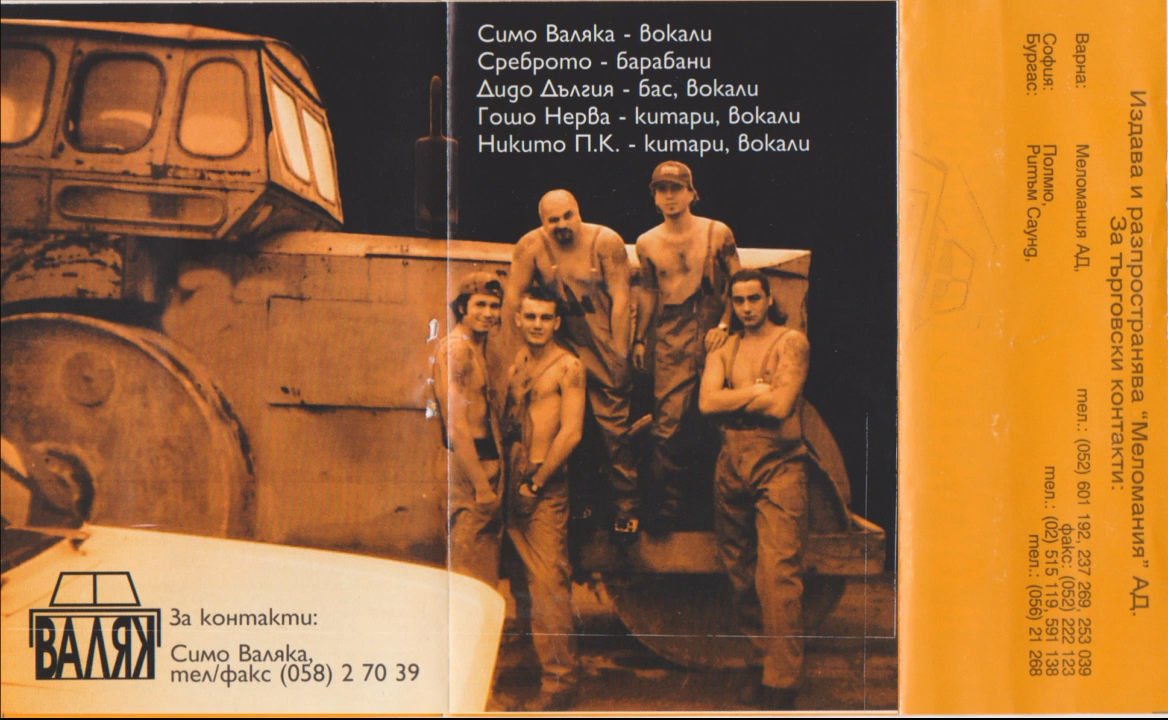 Симо Валяка - вокали
Среброто - барабани
Дидо Дългия - бас, вокали
Гошо Нерва - китари, вокали
Никито П.К. - китари, вокали
ВАЛЯК
За контакти:
Симо Валяка,
тел/факс (058) 2 70 39
Издава и разпространява “Меломания” АД.
За търговски контакти:
Варна: Меломания АД, тел.: (052) 601 192, 237 269, 253 039
факс: (052) 222 123
София: Полмю, тел.: (02) 515 119, 591 138
Бургас: Ритъм Саунд, тел.: (056) 21 268